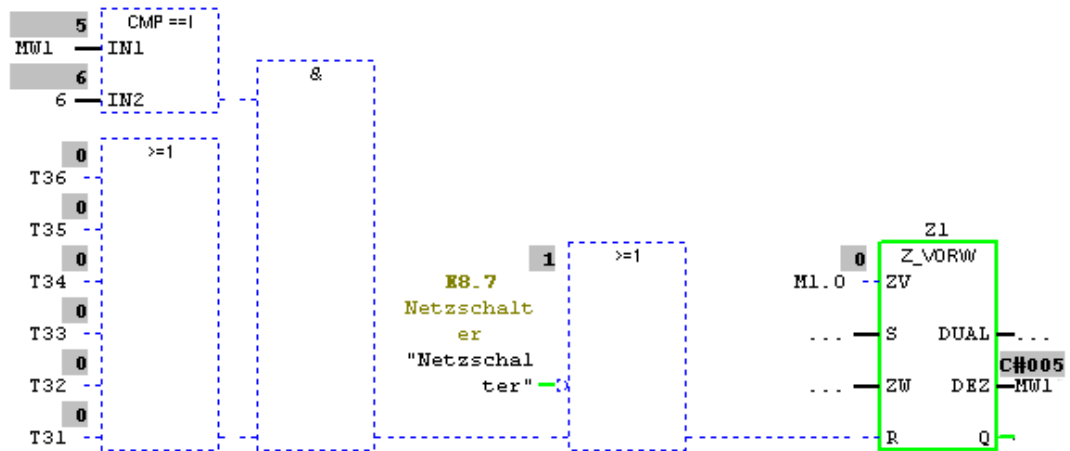 5 CMP ==I
MW1 IN1
6
6 IN2
&
0 >=1
T36
0
T35
0
T34
0
T33
0
T32
0
T31
1 >=1
E8.7
Netzschalt
er
"Netzschal
ter"
Z1
0 Z_VORW
M1.0 ZV
... S DUAL ...
C#005
... ZW DEZ MW1
R Q